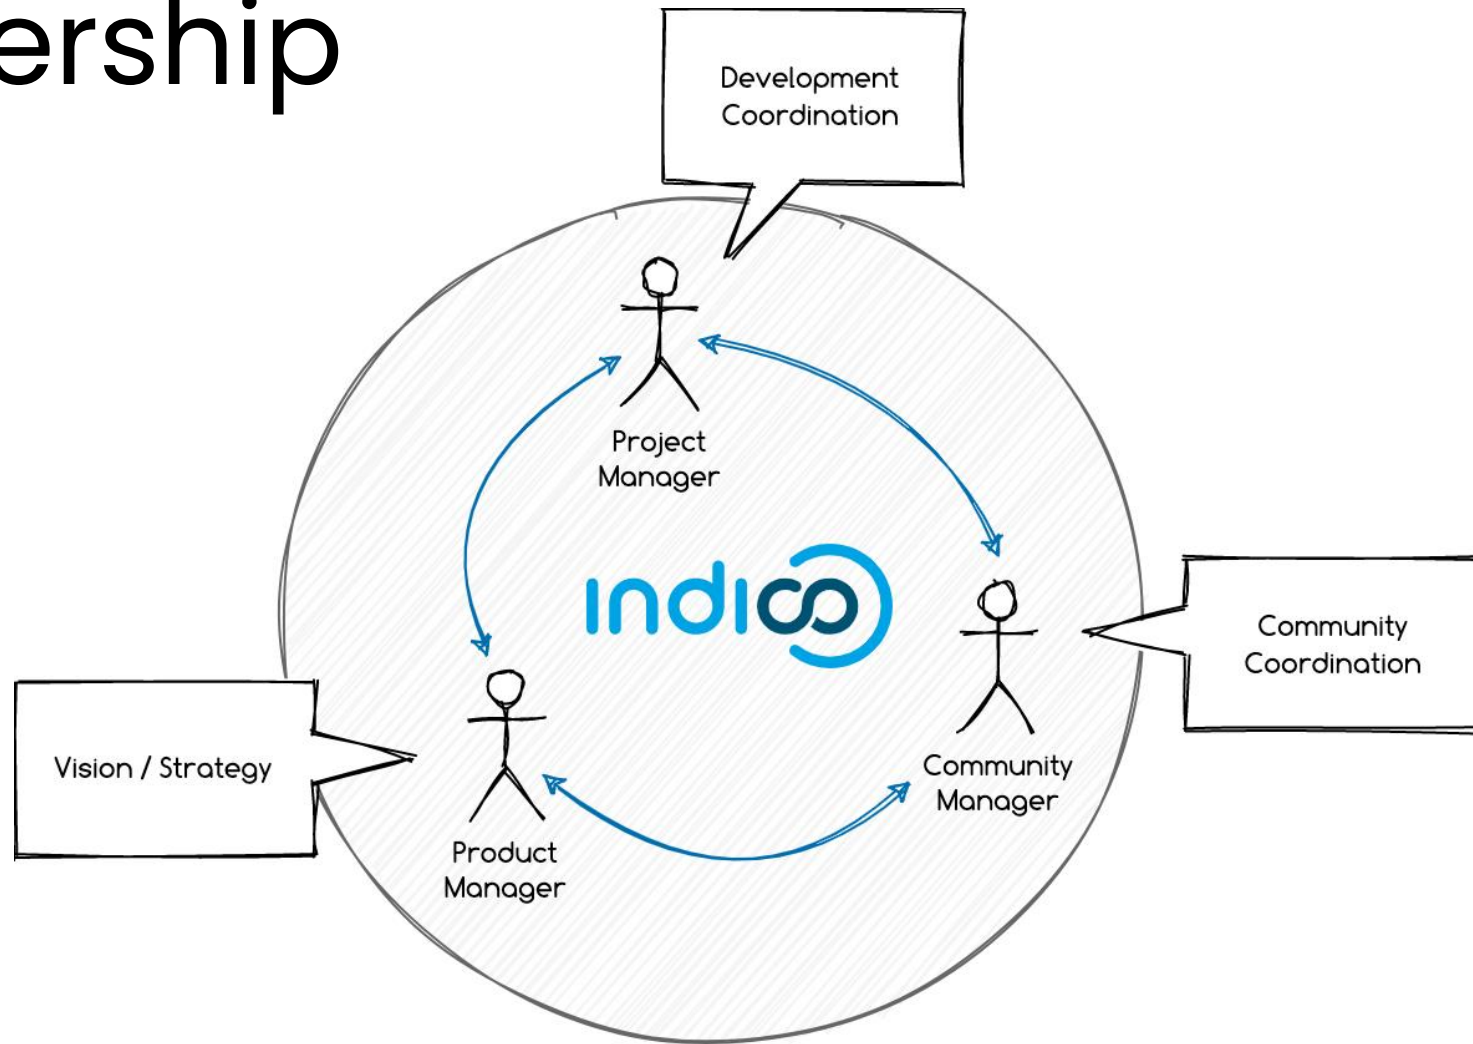 ership
Development
Coordination
Project
Manager
indico
Community
Coordination
Vision / Strategy
Community
Manager
Product
Manager